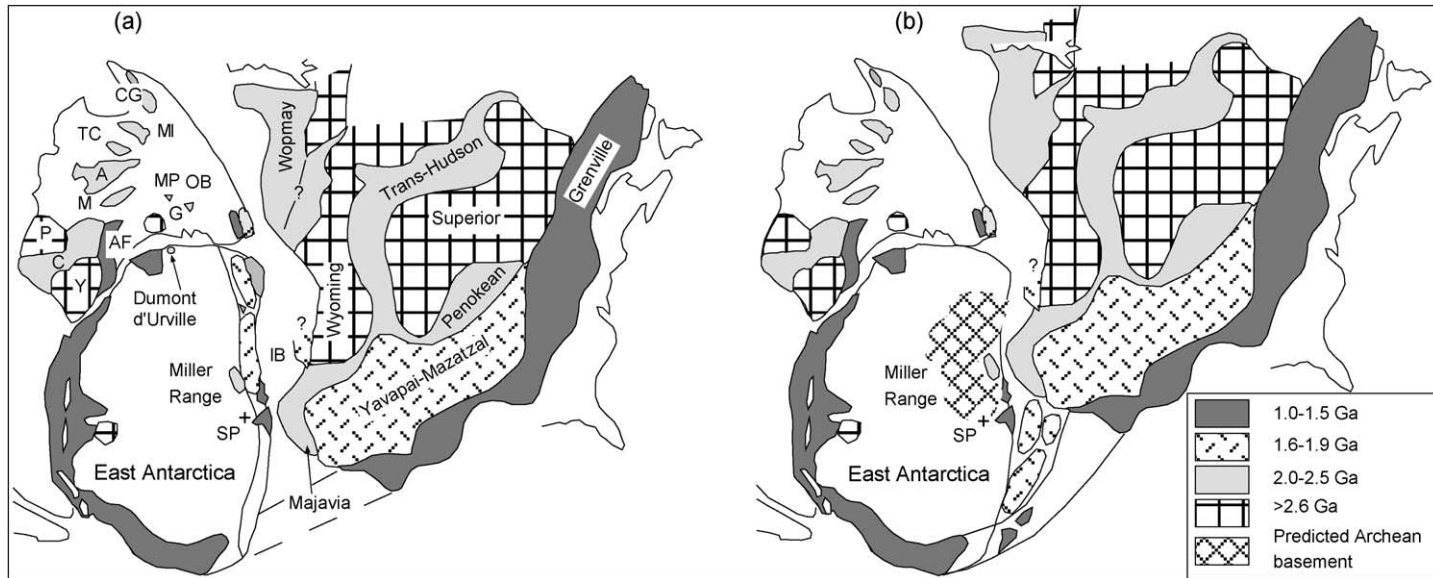 (a)
CG
TC
MI
A
M
MP
OB
G
P
AF
C
Y
Dumont
d'Urville
Miller
Range
SP
East Antarctica
Wopmay
?
Trans-Hudson
Superior
Grenville
Wyoming
Penokean
?
IB
Yavapai-Mazatzal
Majavia
(b)
?
Miller
Range
SP
East Antarctica
1.0-1.5 Ga
1.6-1.9 Ga
2.0-2.5 Ga
>2.6 Ga
Predicted Archean
basement